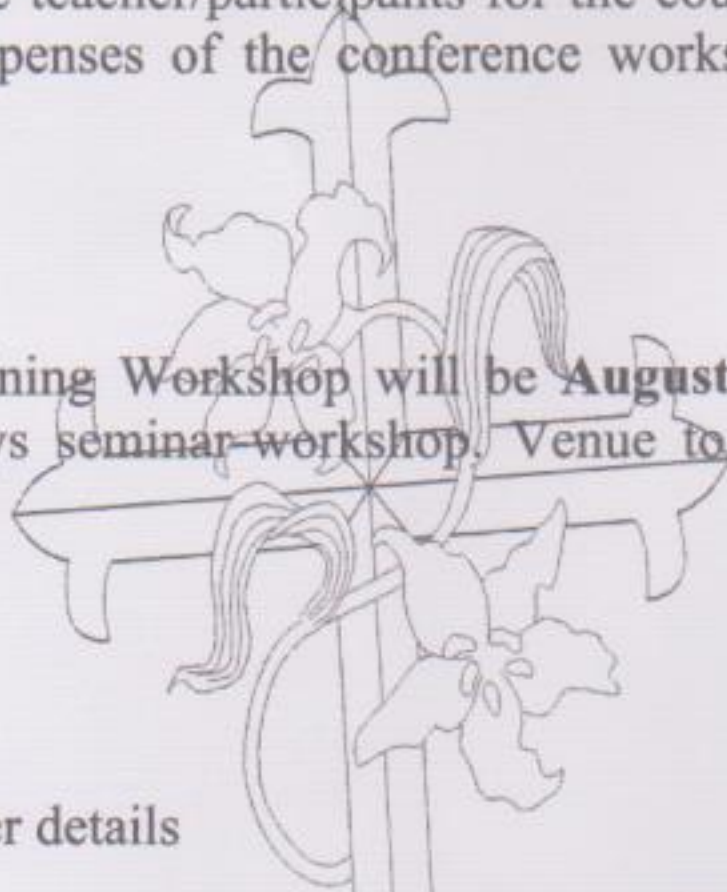 teacher/participants for the
penses of the conference works
ning Workshop will be August
ys seminar-workshop. Venue to
er details